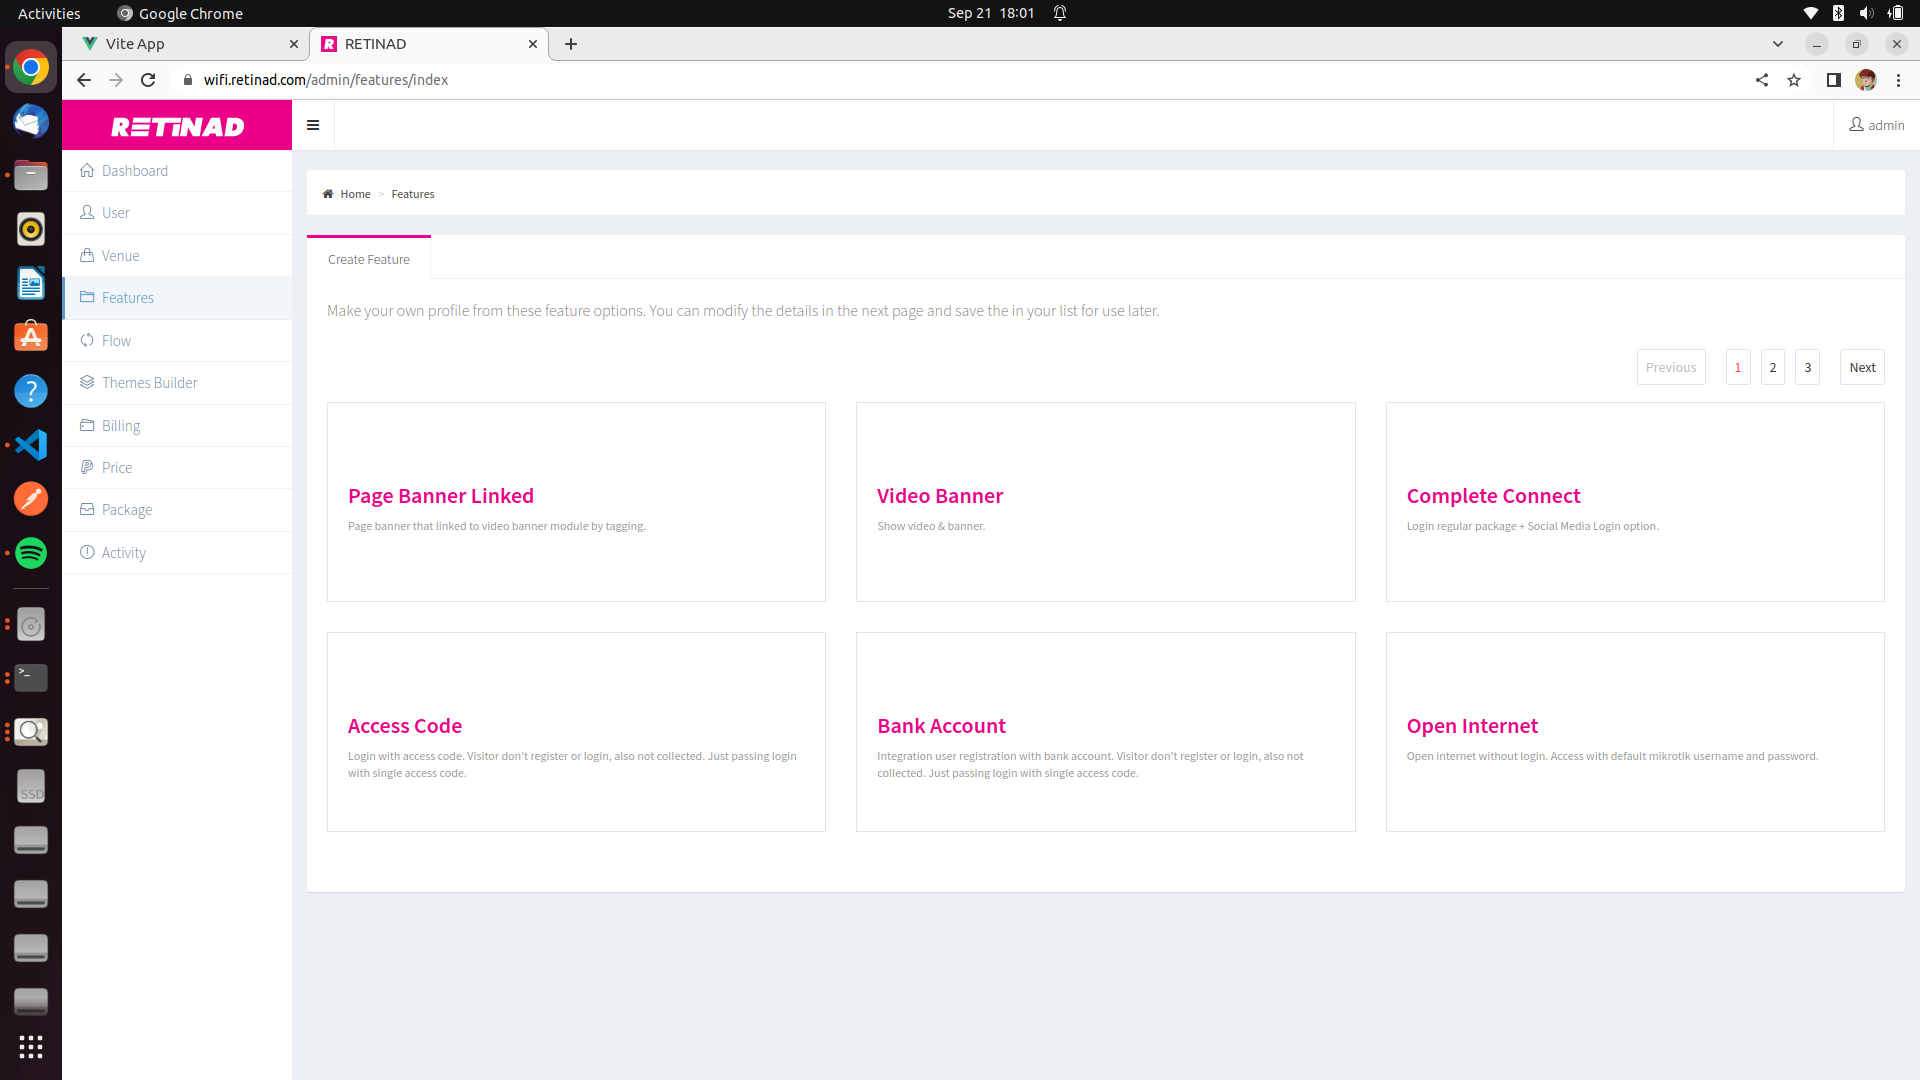 Activities
Google Chrome
Sep 21 18:01
Vite App
RETINAD
wifi.retinad.com/admin/features/index
RETINAD
admin
Dashboard
User
Venue
Features
Flow
Themes Builder
Billing
Price
Package
Activity
Home > Features
Create Feature
Make your own profile from these feature options. You can modify the details in the next page and save the in your list for use later.
Previous 1 2 3 Next
Page Banner Linked
Page banner that linked to video banner module by tagging.
Video Banner
Show video & banner.
Complete Connect
Login regular package + Social Media Login option.
Access Code
Login with access code. Visitor don't register or login, also not collected. Just passing login
with single access code.
Bank Account
Integration user registration with bank account. Visitor don't register or login, also not
collected. Just passing login with single access code.
Open Internet
Open internet without login. Access with default mikrotik username and password.
SSD